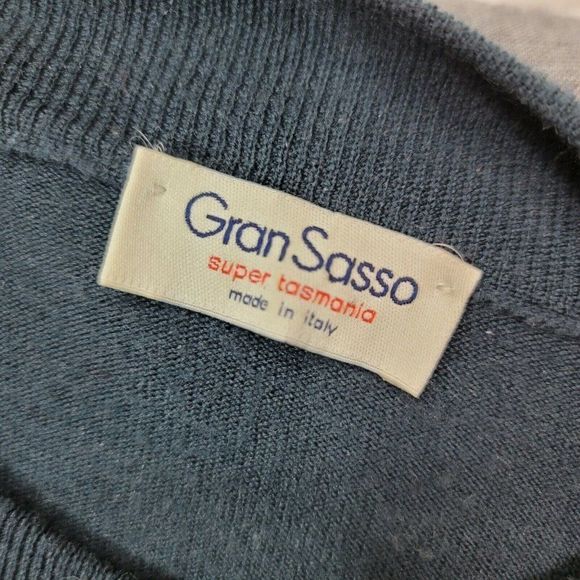 Gran Sasso
super tasmania
made in italy